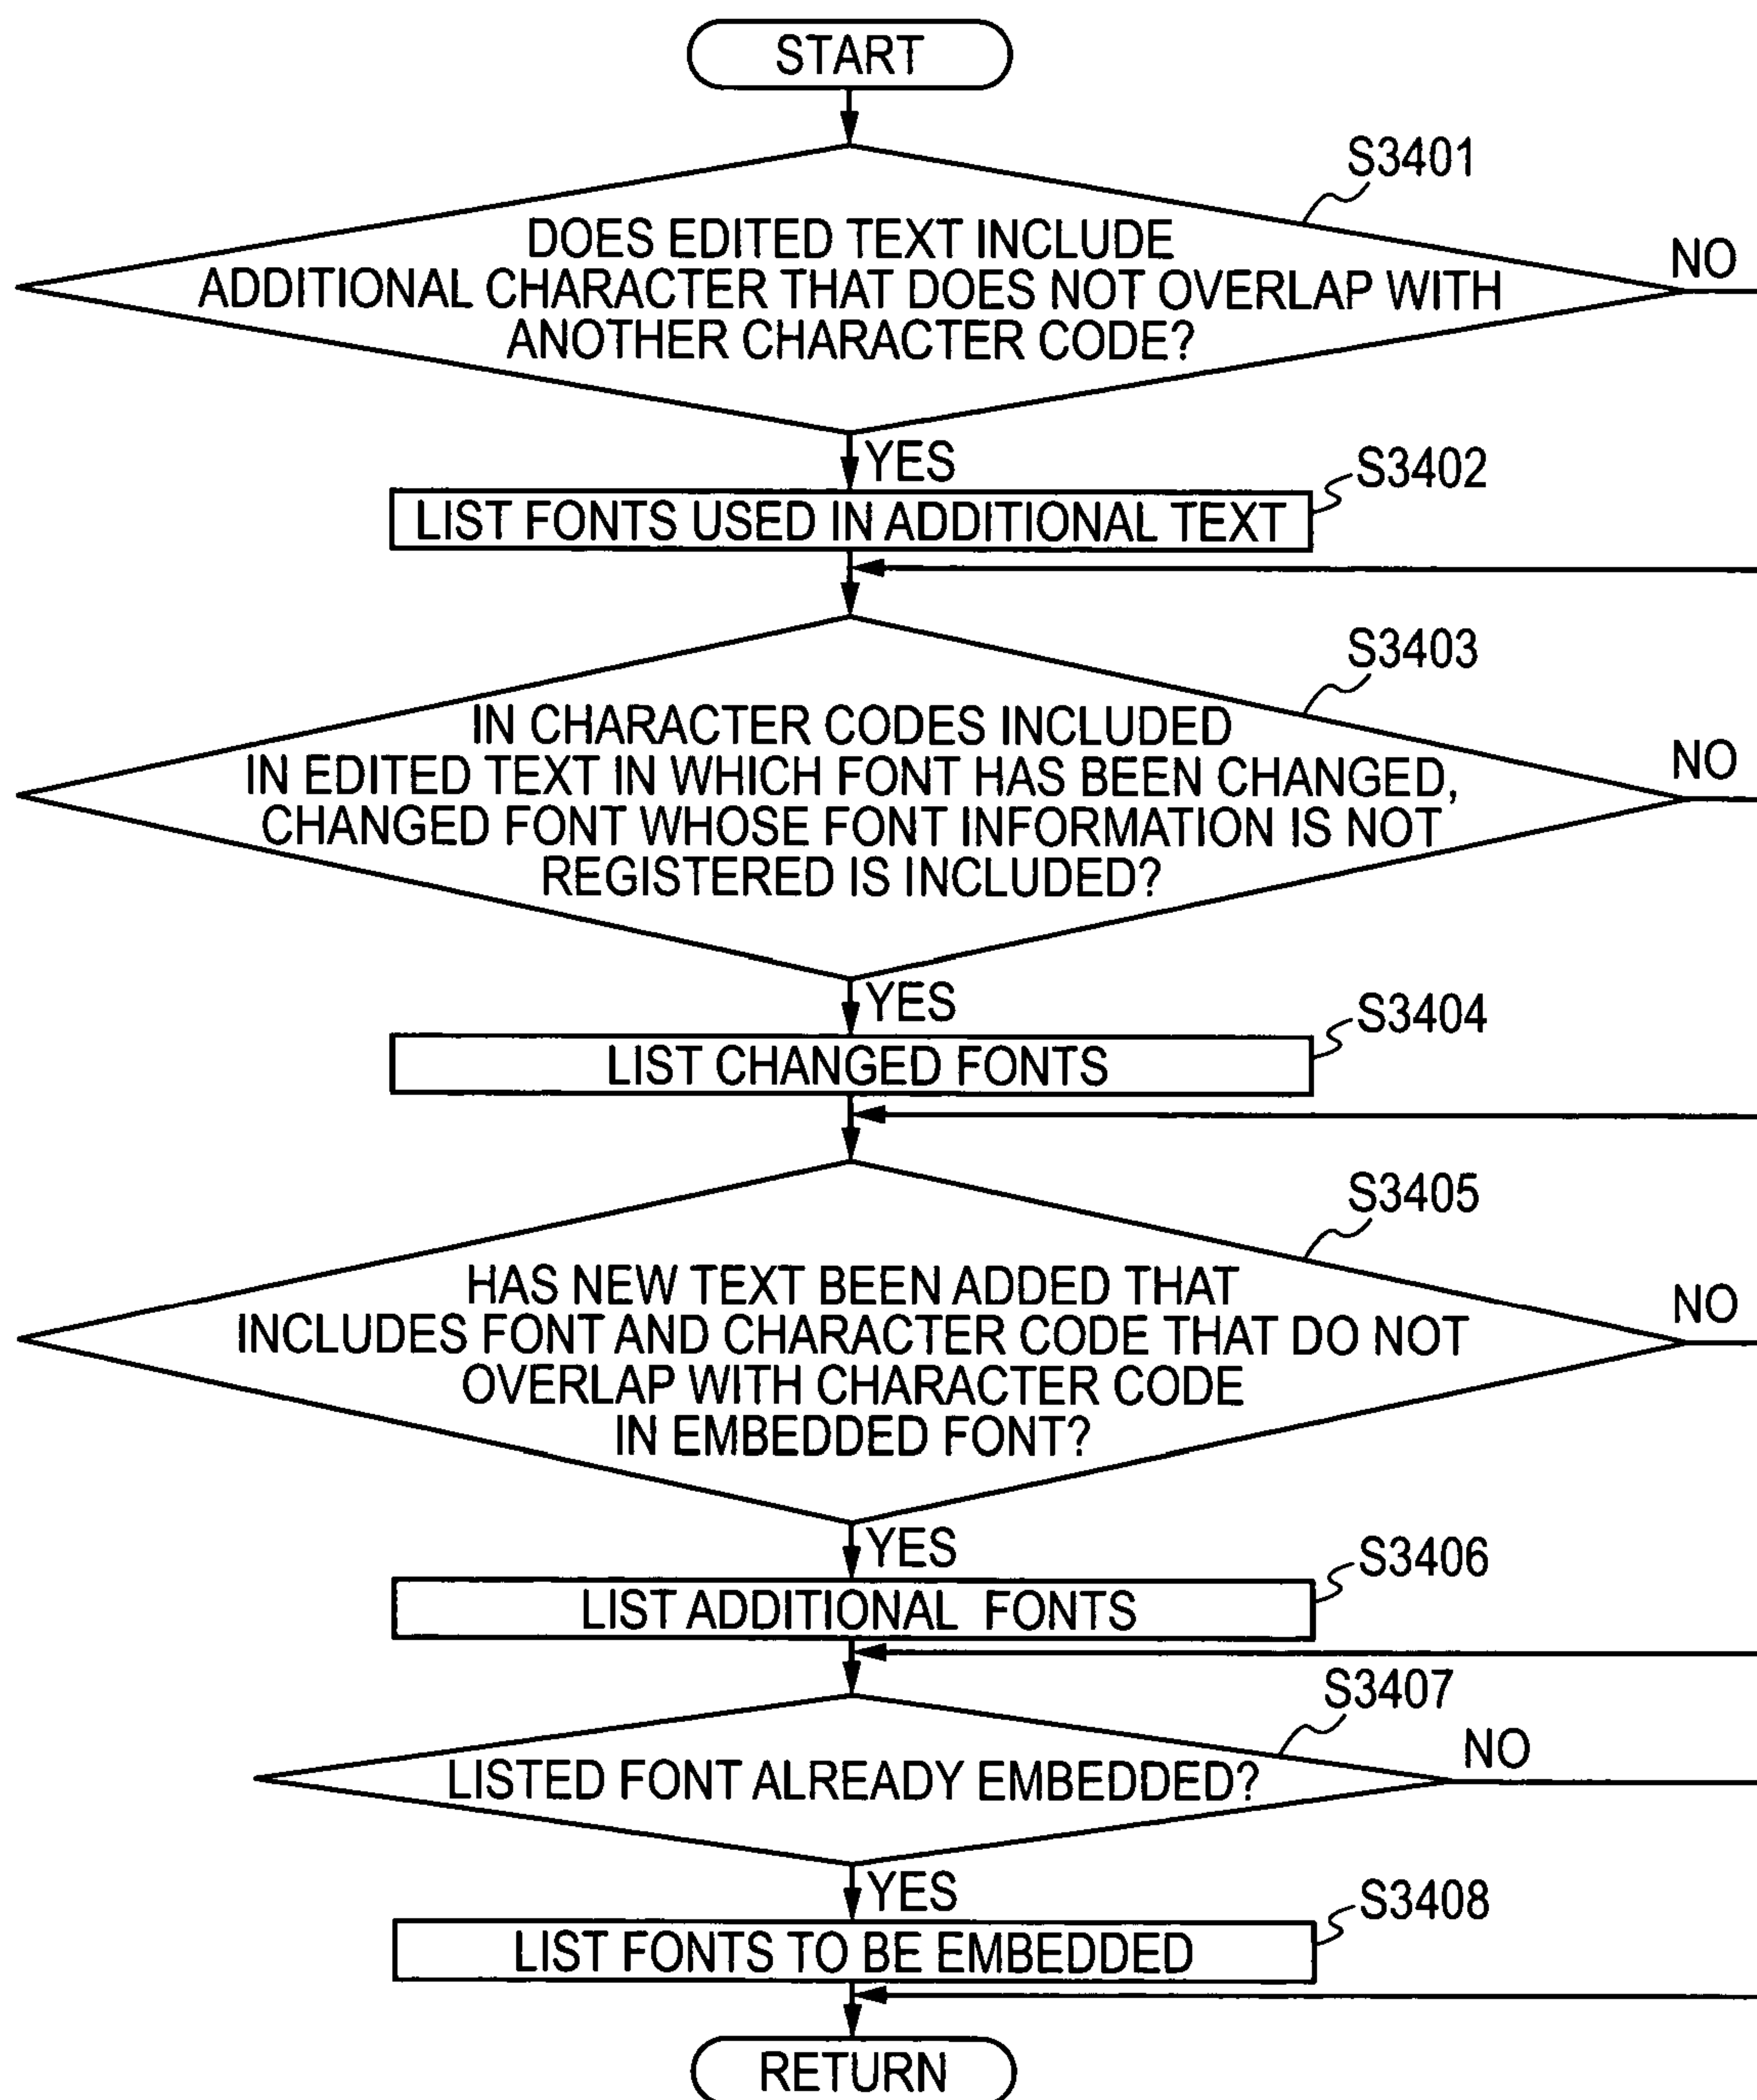 START
S3401
DOES EDITED TEXT INCLUDE
ADDITIONAL CHARACTER THAT DOES NOT OVERLAP WITH
ANOTHER CHARACTER CODE?
NO
YES
S3402
LIST FONTS USED IN ADDITIONAL TEXT
S3403
IN CHARACTER CODES INCLUDED
IN EDITED TEXT IN WHICH FONT HAS BEEN CHANGED,
CHANGED FONT WHOSE FONT INFORMATION IS NOT
REGISTERED IS INCLUDED?
NO
YES
S3404
LIST CHANGED FONTS
S3405
HAS NEW TEXT BEEN ADDED THAT
INCLUDES FONT AND CHARACTER CODE THAT DO NOT
OVERLAP WITH CHARACTER CODE
IN EMBEDDED FONT?
NO
YES
S3406
LIST ADDITIONAL FONTS
S3407
LISTED FONT ALREADY EMBEDDED?
NO
YES
S3408
LIST FONTS TO BE EMBEDDED
RETURN